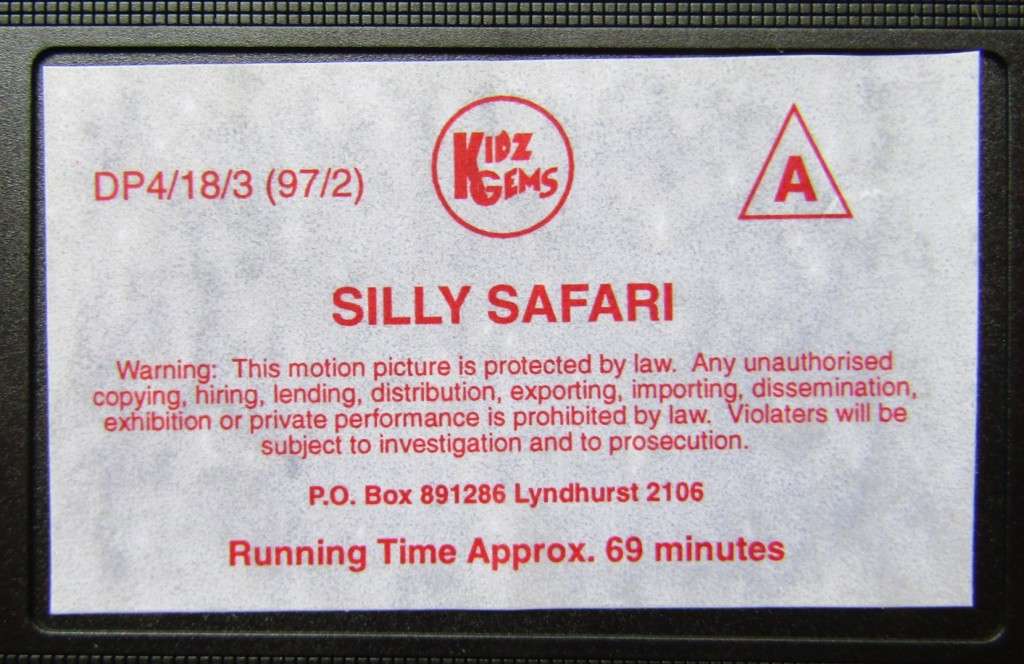 DP4/18/3 (97/2)
KIDZ
GEMS
A
SILLY SAFARI
Warning: This motion picture is protected by law. Any unauthorised
copying, hiring, lending, distribution, exporting, importing, dissemination,
exhibition or private performance is prohibited by law. Violaters will be
subject to investigation and to prosecution.
P.O. Box 891286 Lyndhurst 2106
Running Time Approx. 69 minutes